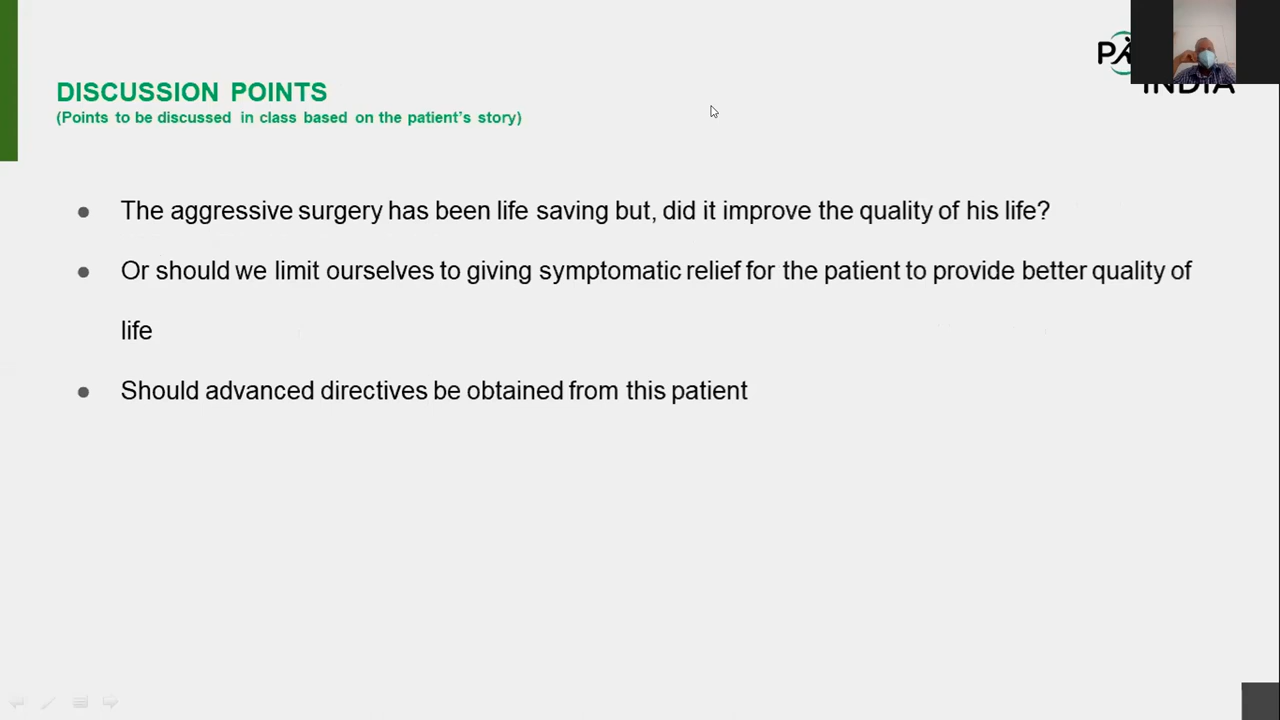 DISCUSSION POINTS
(Points to be discussed in class based on the patient's story)
● The aggressive surgery has been life saving but, did it improve the quality of his life?
● Or should we limit ourselves to giving symptomatic relief for the patient to provide better quality of
life
● Should advanced directives be obtained from this patient
INDIA